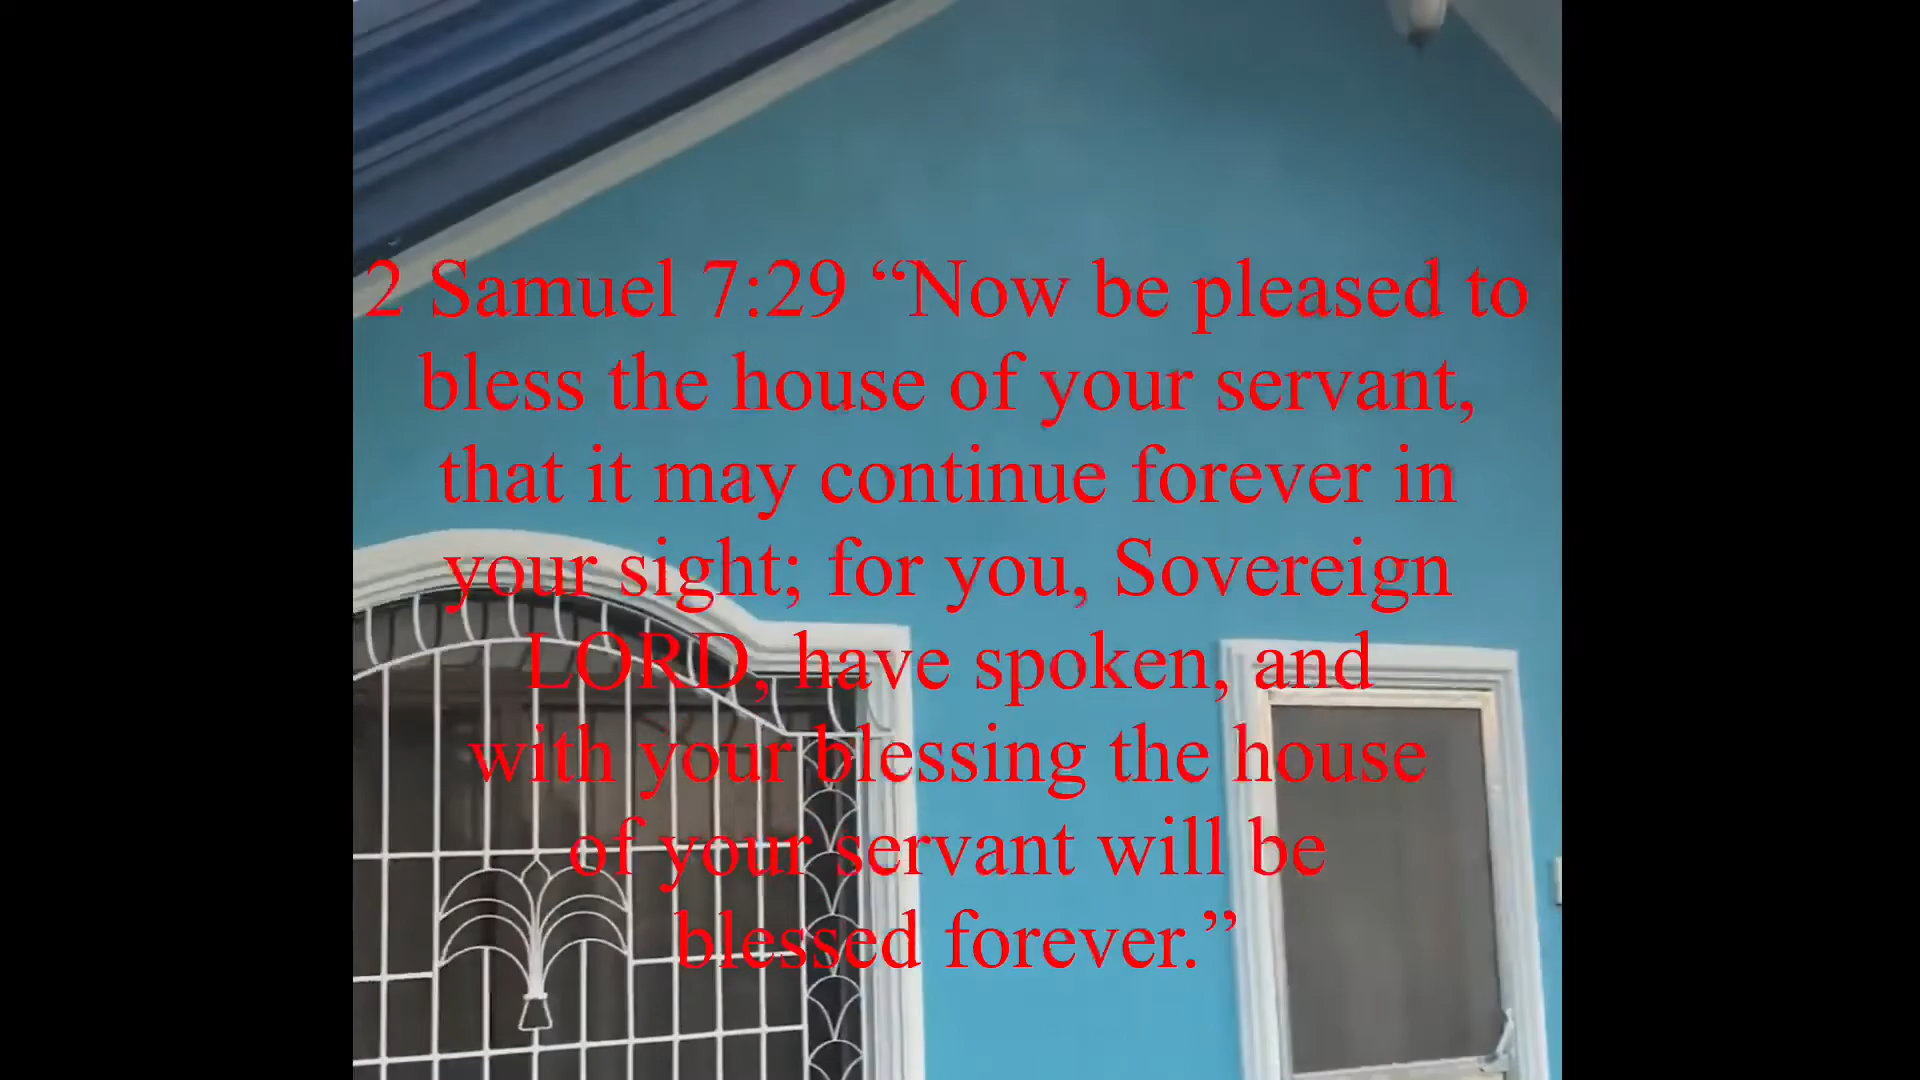 2 Samuel 7:29 “Now be pleased to
bless the house of your servant,
that it may continue forever in
your sight; for you, Sovereign
LORD, have spoken, and
with your blessing the house
of your servant will be
blessed forever.”